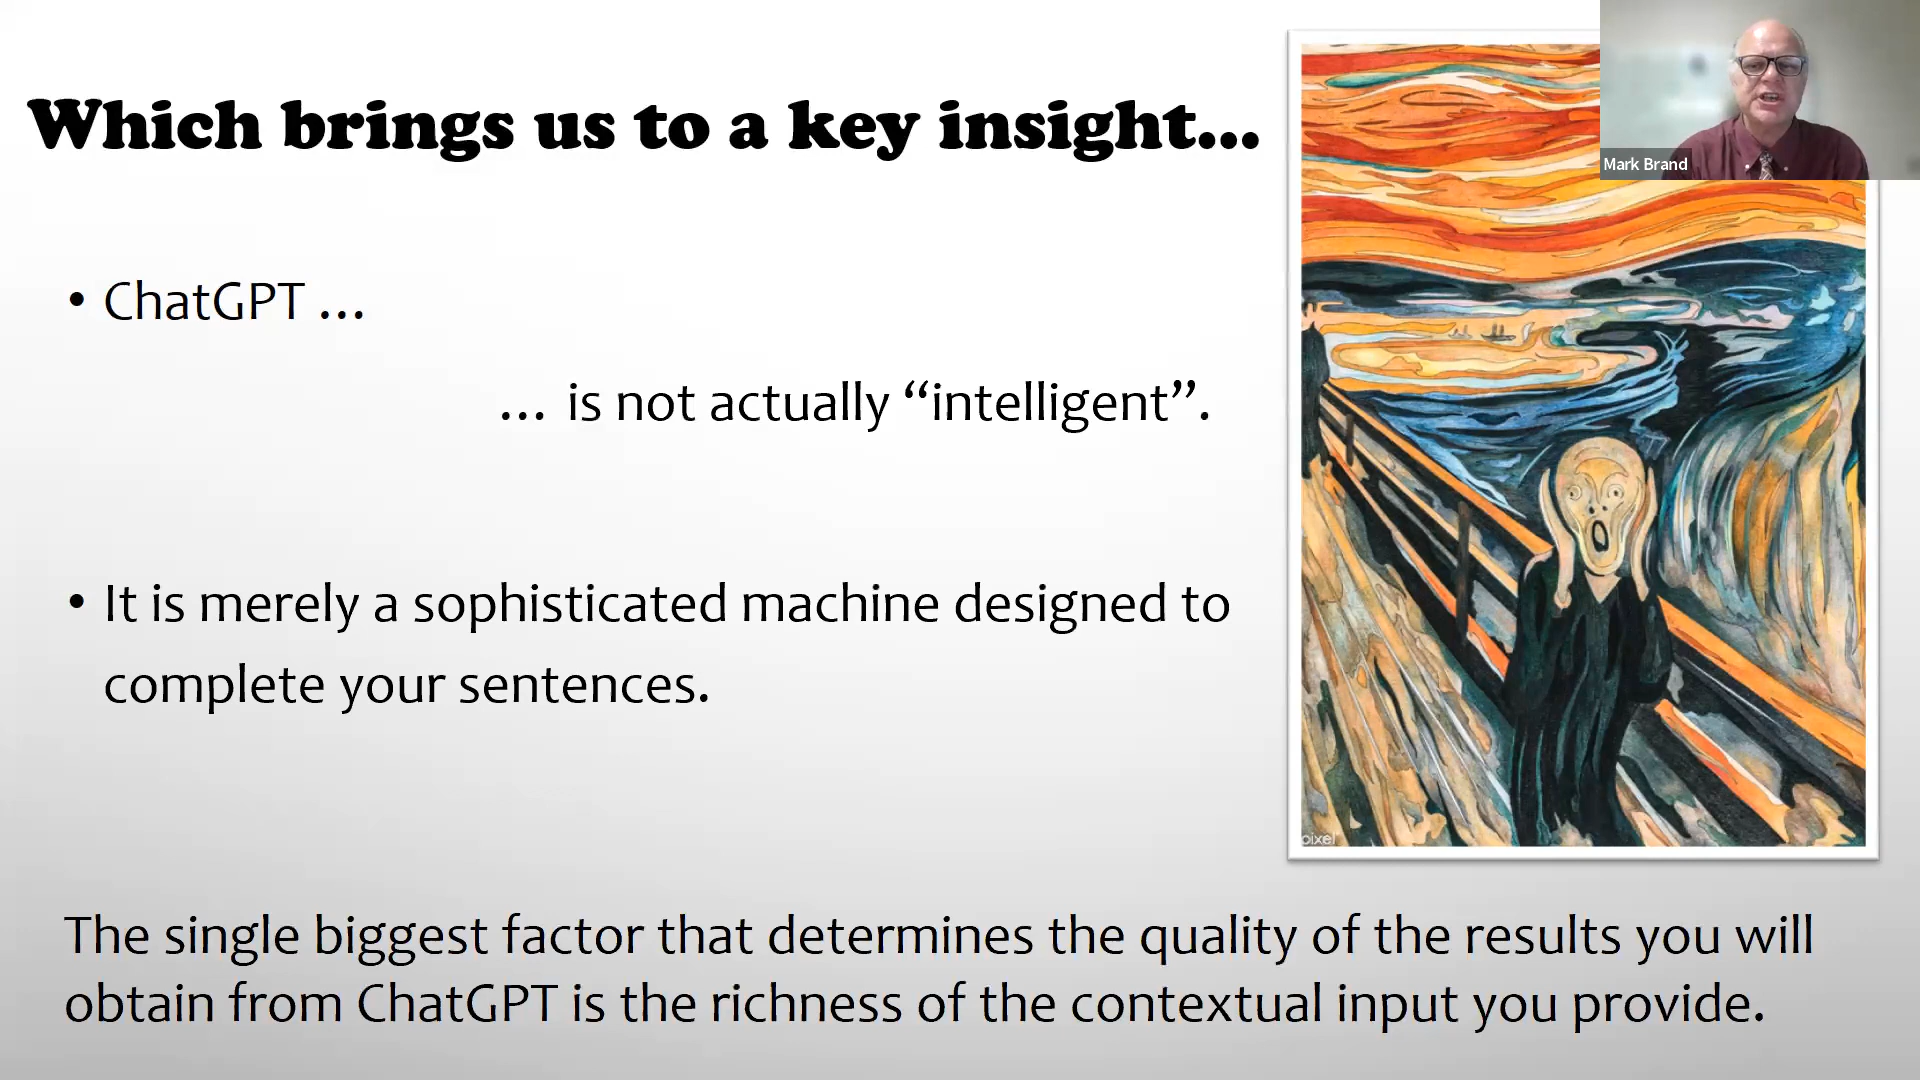 Which brings us to a key insight...
Mark Brand
• ChatGPT ...
... is not actually “intelligent”.
• It is merely a sophisticated machine designed to
complete your sentences.
pixel
The single biggest factor that determines the quality of the results you will
obtain from ChatGPT is the richness of the contextual input you provide.